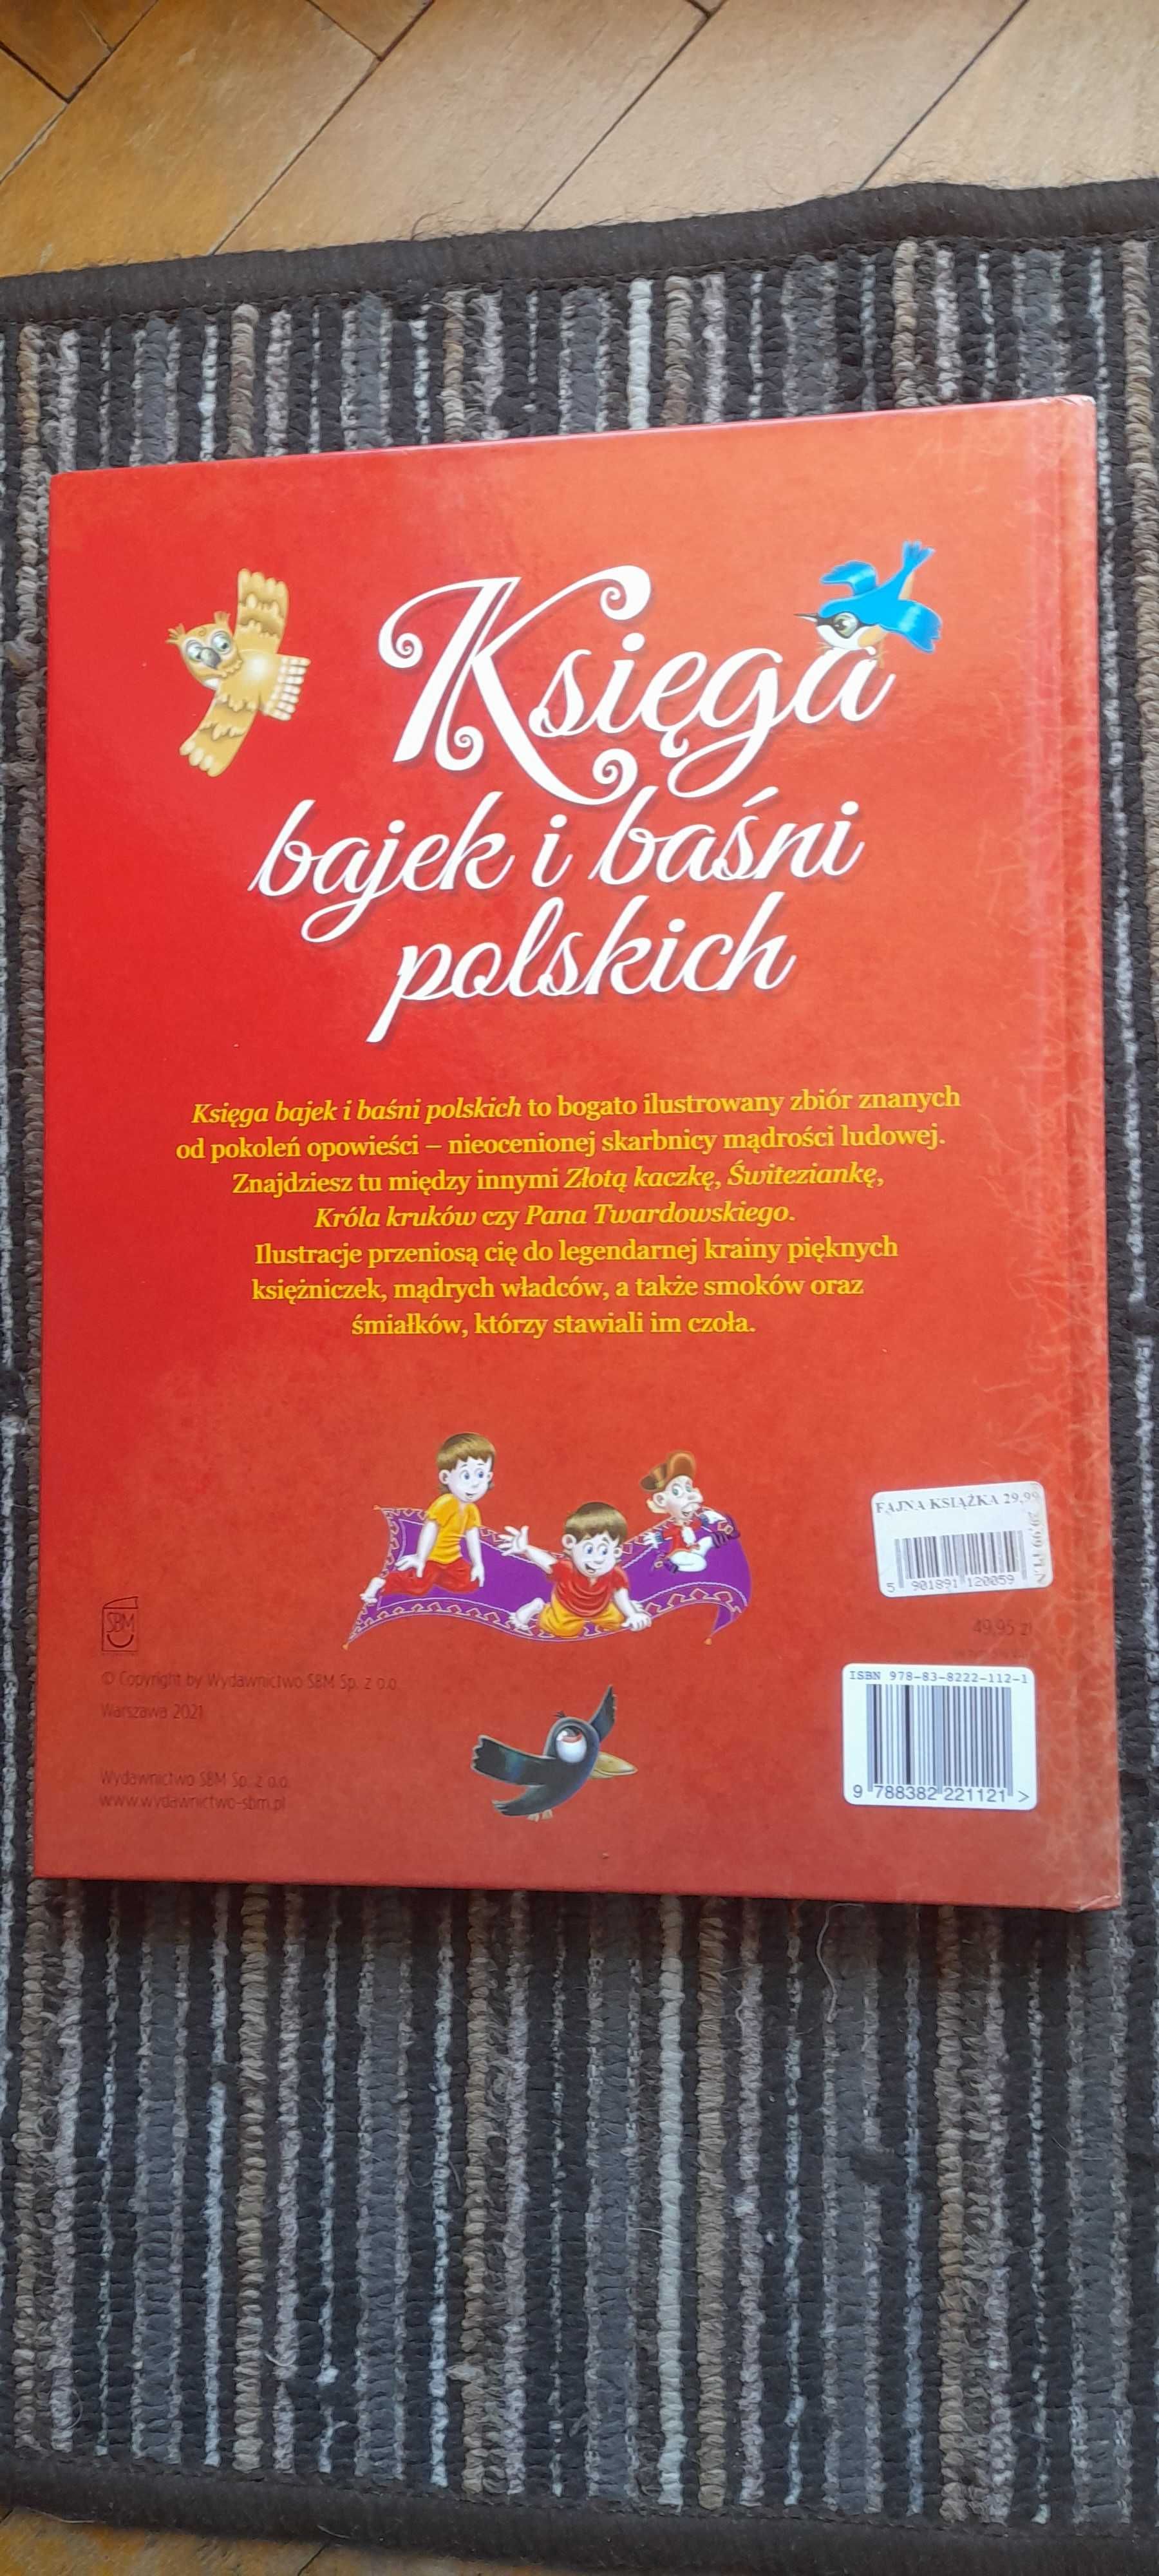 Księga
bajek i baśni
polskich
Księga bajek i baśni polskich to bogato ilustrowany zbiór znanych
od pokoleń opowieści – nieocenionej skarbnicy mądrości ludowej.
Znajdziesz tu między innymi Złotą kaczkę, Świteziankę,
Króla kruków czy Pana Twardowskiego.
Ilustracje przeniosą cię do legendarnej krainy pięknych
księżniczek, mądrych władców, a także smoków oraz
śmiałków, którzy stawiali im czoła.
FAJNA KSIĄŻKA 29,99
29,99 PLN
5 901891 120059
49,95 zł
SBM
© Copyright by Wydawnictwo SBM Sp. z o.o.
Warszawa 2021
Wydawnictwo SBM Sp. z o.o.
www.wydawnictwo-sbm.pl
ISBN 978-83-8222-112-1
9 788382 221121 >